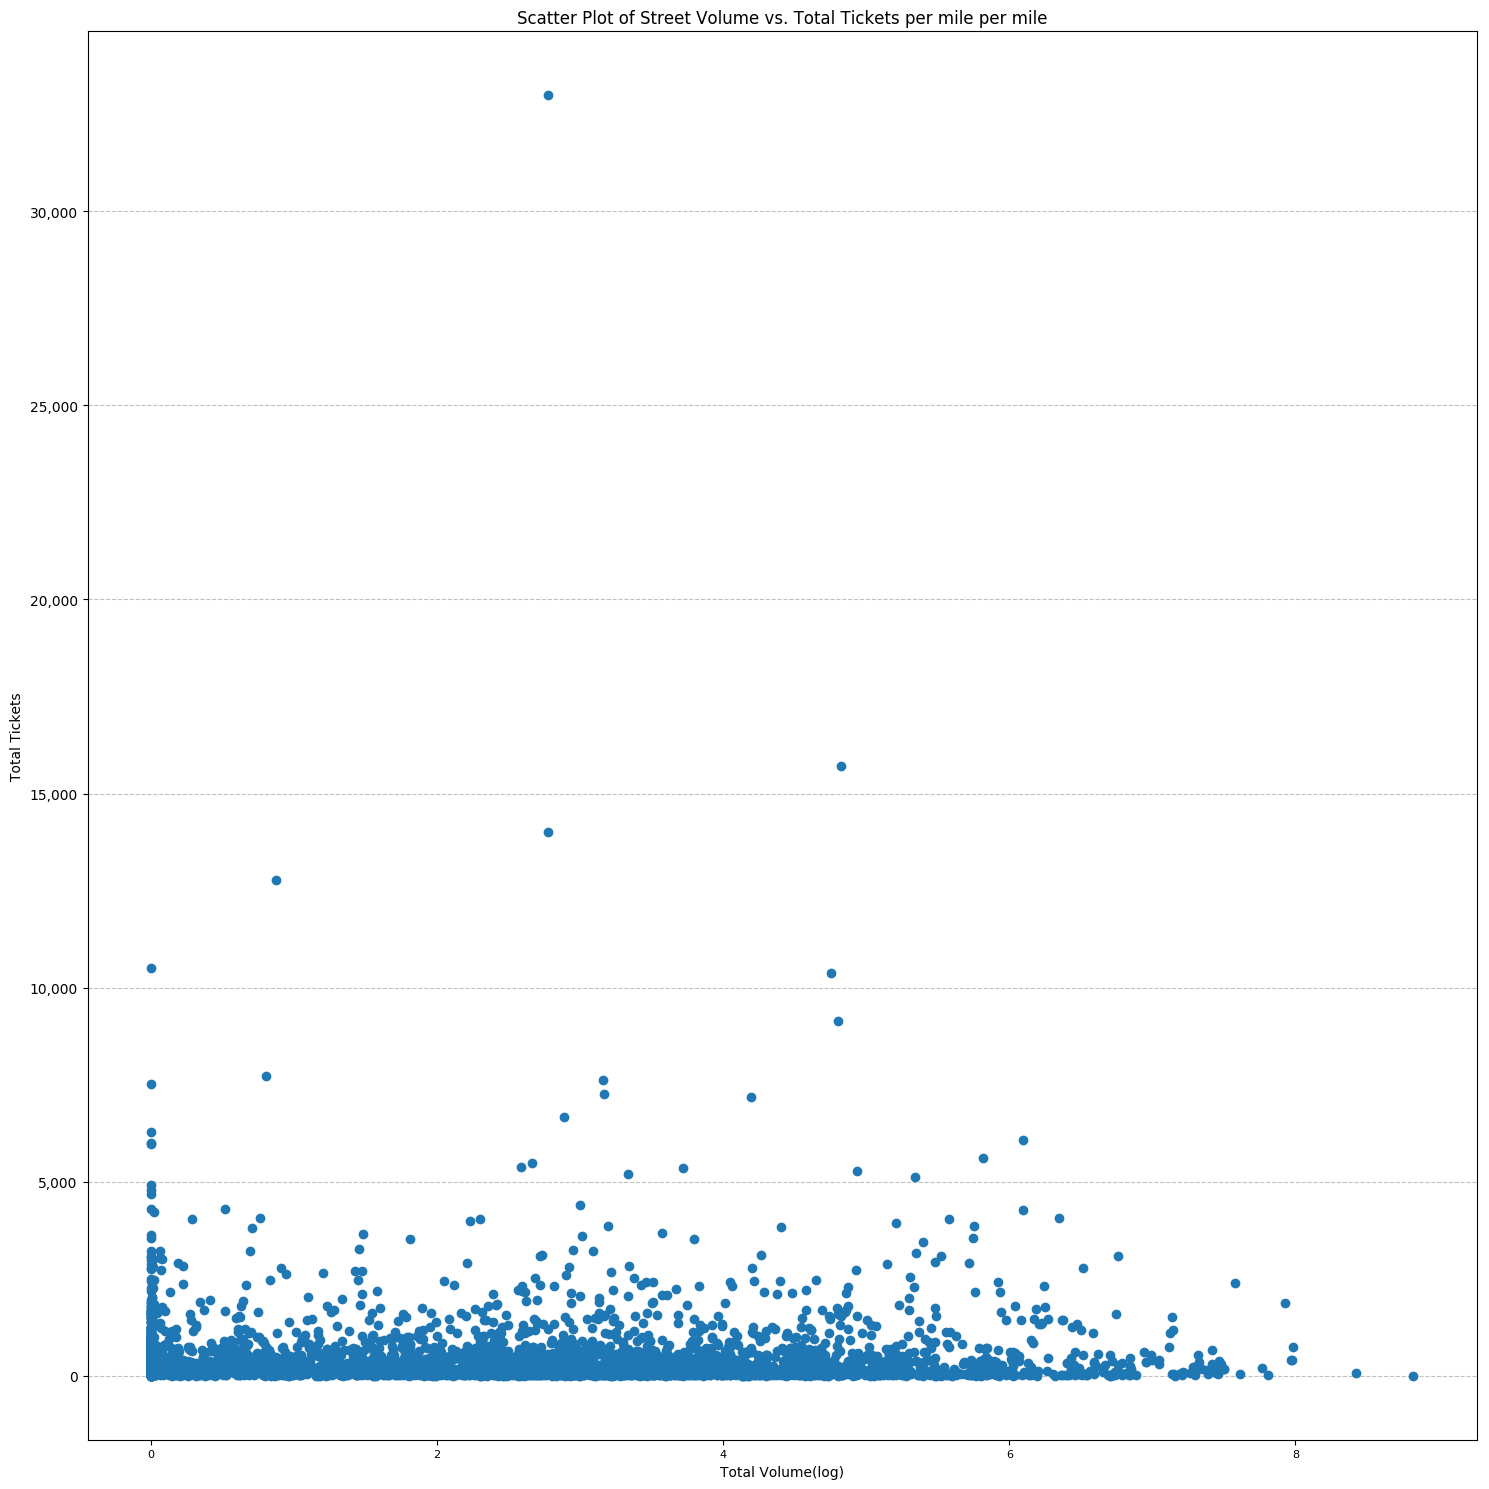 Scatter Plot of Street Volume vs. Total Tickets per mile per mile
30,000
25,000
20,000
15,000
10,000
5,000
0
Total Tickets
0 2 4 6 8
Total Volume(log)